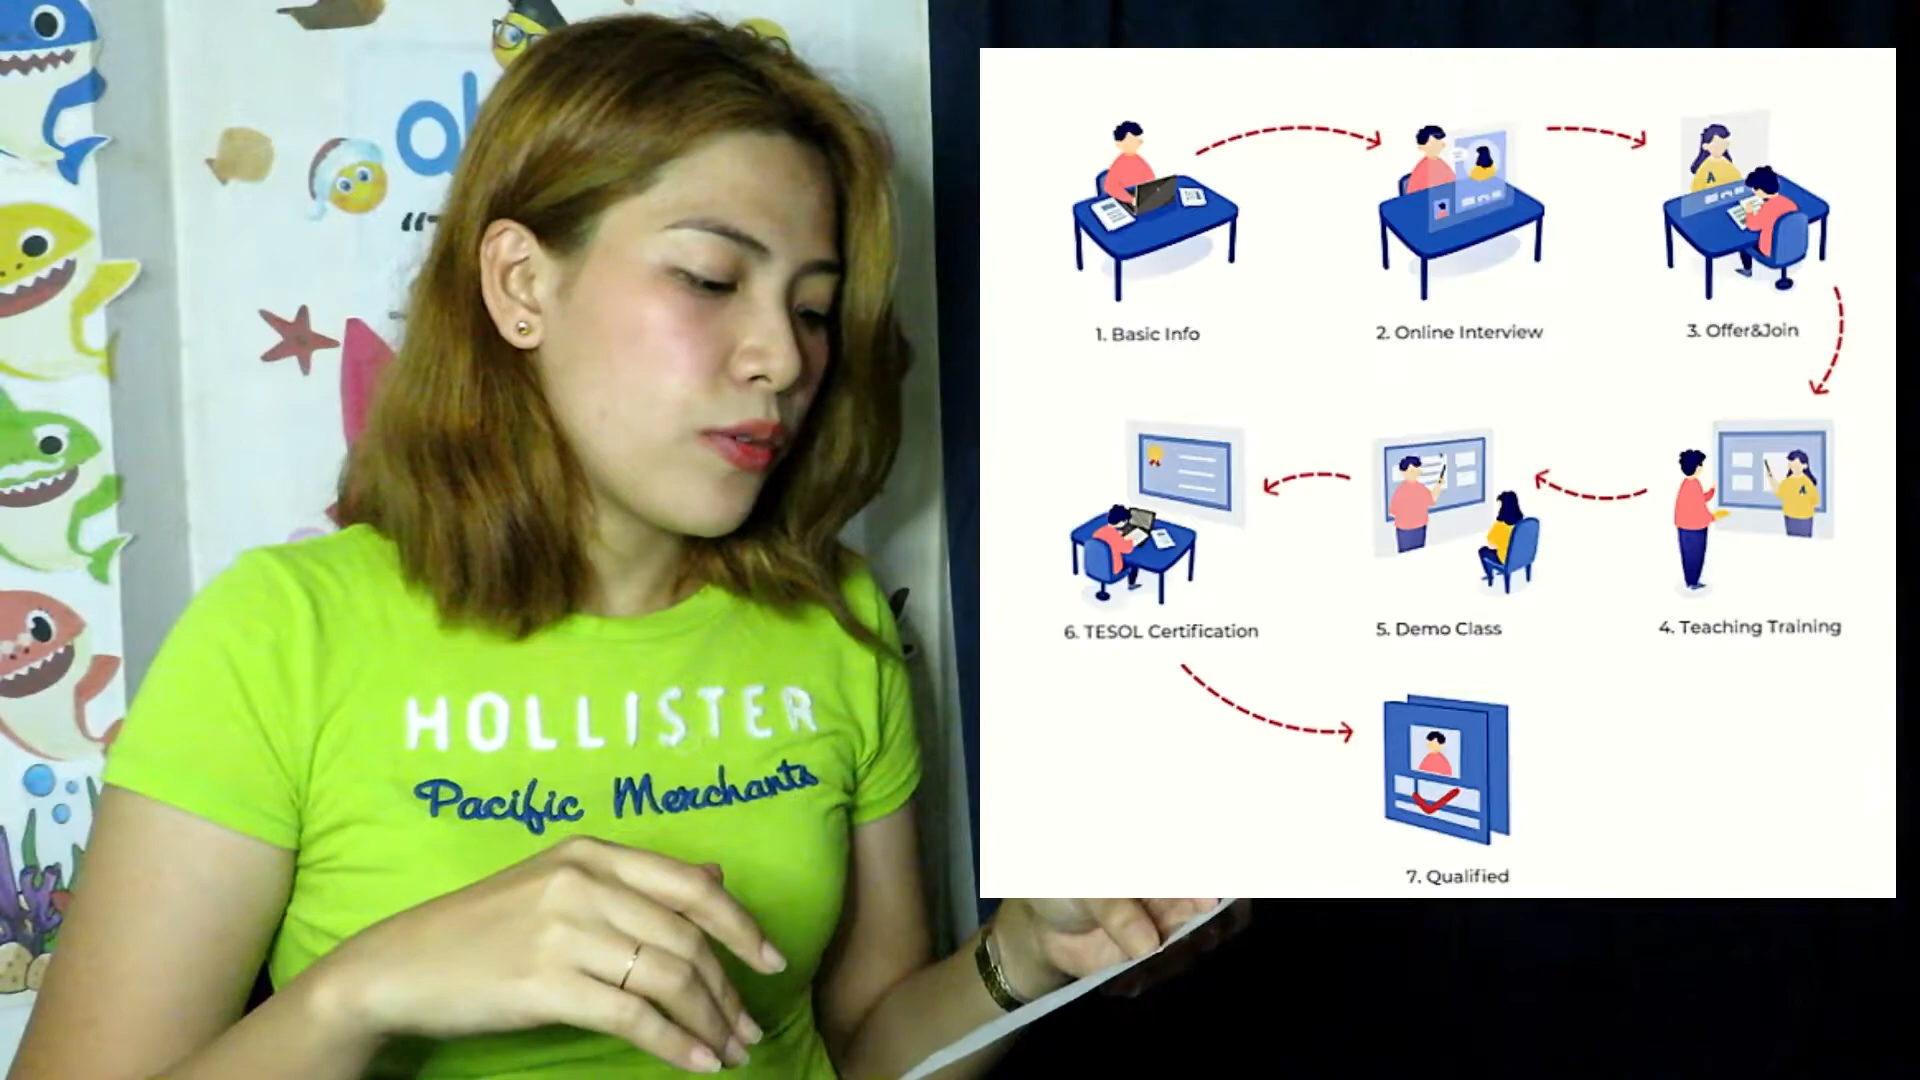 HOLLISTER
Pacific Merchants
1. Basic Info
2. Online Interview
3. Offer&Join
4. Teaching Training
5. Demo Class
6. TESOL Certification
7. Qualified